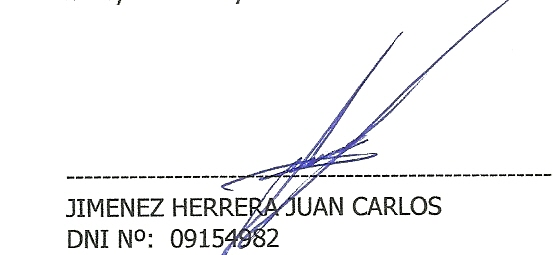 JIMENEZ HERRERA JUAN CARLOS
DNI Nº: 09154982